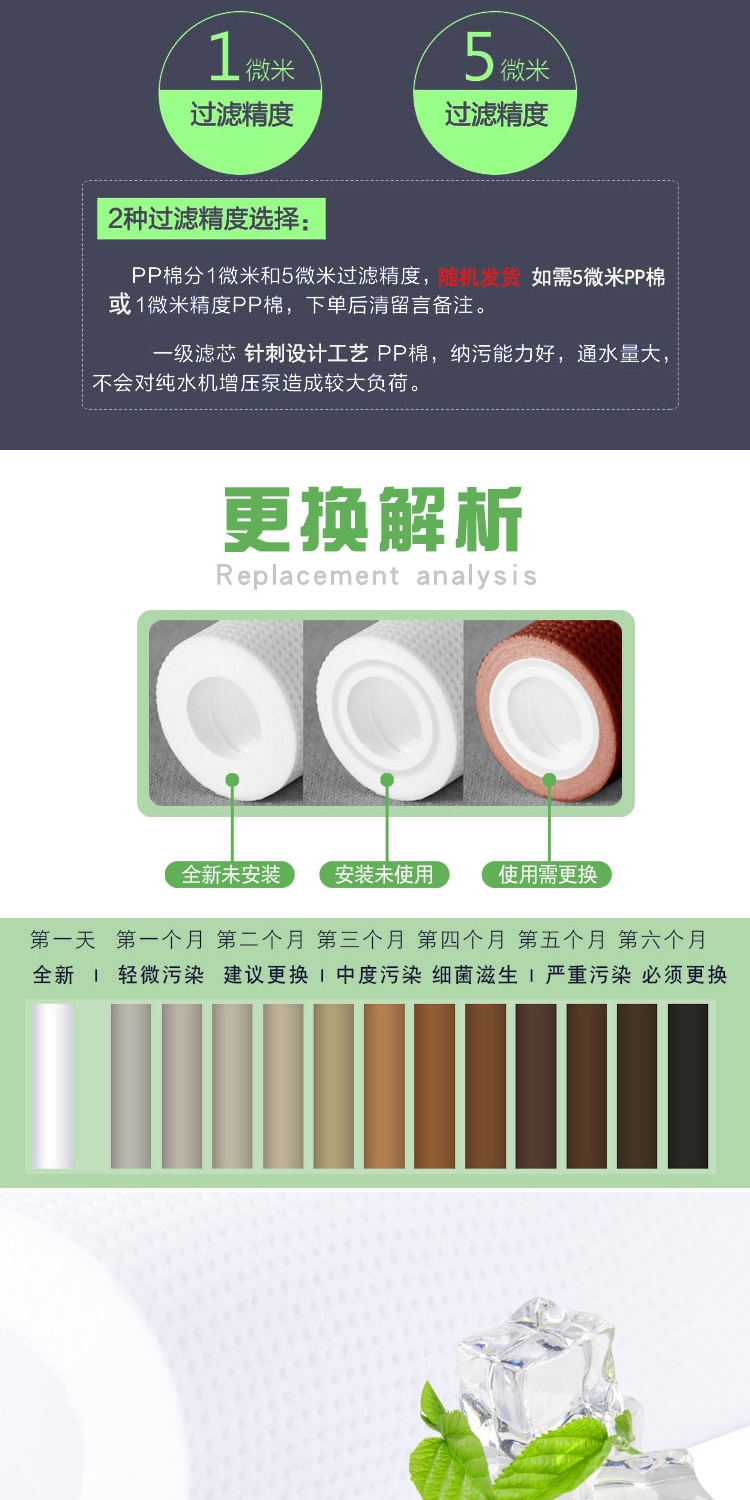 1微米
过滤精度
5微米
过滤精度
2种过滤精度选择:
PP棉分1微米和5微米过滤精度，随机发货 如需5微米PP棉
或1微米精度PP棉，下单后清留言备注。
一级滤芯 针刺设计工艺 PP棉，纳污能力好，通水量大，
不会对纯水机增压泵造成较大负荷。
更换解析
Replacement analysis
全新未安装
安装未使用
使用需更换
第一天 第一个月 第二个月 第三个月 第四个月 第五个月 第六个月
全新 | 轻微污染 建议更换 | 中度污染 细菌滋生 | 严重污染 必须更换